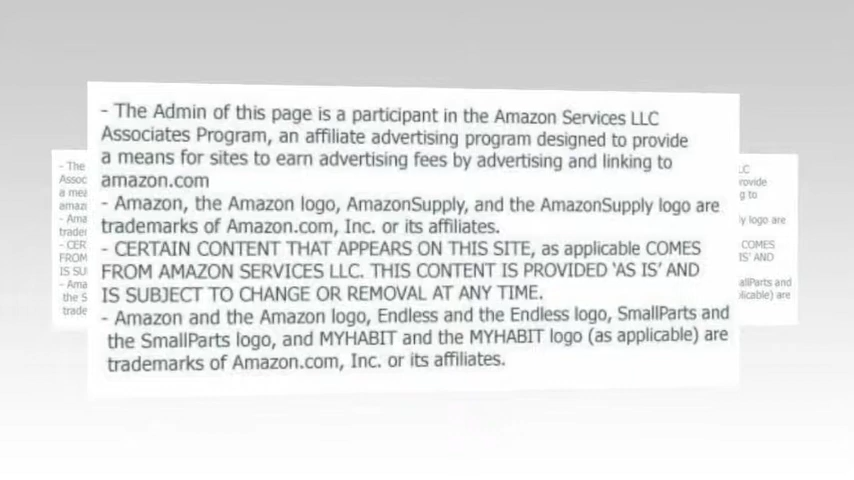 - The Admin of this page is a participant in the Amazon Services LLC
Associates Program, an affiliate advertising program designed to provide
a means for sites to earn advertising fees by advertising and linking to
amazon.com
- Amazon, the Amazon logo, AmazonSupply, and the AmazonSupply logo are
trademarks of Amazon.com, Inc. or its affiliates.
- CERTAIN CONTENT THAT APPEARS ON THIS SITE, as applicable COMES
FROM AMAZON SERVICES LLC. THIS CONTENT IS PROVIDED ‘AS IS’ AND
IS SUBJECT TO CHANGE OR REMOVAL AT ANY TIME.
- Amazon and the Amazon logo, Endless and the Endless logo, SmallParts and
the SmallParts logo, and MYHABIT and the MYHABIT logo (as applicable) are
trademarks of Amazon.com, Inc. or its affiliates.